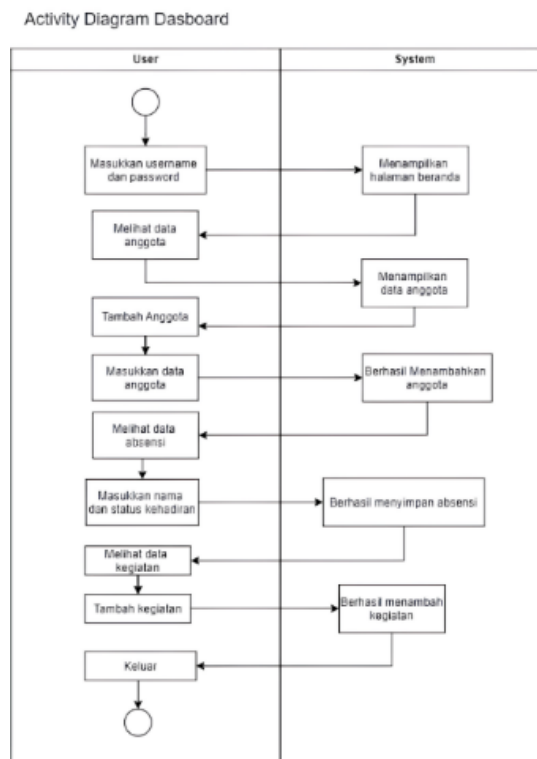 Activity Diagram Dasboard
User
System
Masukkan username
dan password
Menampilkan
halaman beranda
Melihat data
anggota
Menampilkan
data anggota
Tambah Anggota
Masukkan data
anggota
Berhasil Menambahkan
anggota
Melihat data
absensi
Masukkan nama
dan status kehadiran
Berhasil menyimpan absensi
Melihat data
kegiatan
Tambah kegiatan
Berhasil menambah
kegiatan
Keluar